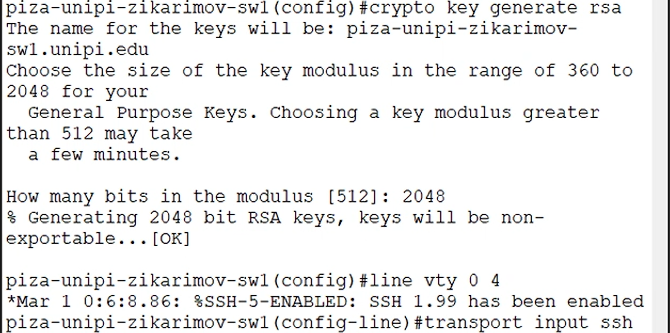 piza-unipi-zikarimov-sw1(config)#crypto key generate rsa
The name for the keys will be: piza-unipi-zikarimov-
sw1.unipi.edu
Choose the size of the key modulus in the range of 360 to
2048 for your
  General Purpose Keys. Choosing a key modulus greater
than 512 may take
  a few minutes.

How many bits in the modulus [512]: 2048
% Generating 2048 bit RSA keys, keys will be non-
exportable...[OK]

piza-unipi-zikarimov-sw1(config)#line vty 0 4
*Mar 1 0:6:8.86: %SSH-5-ENABLED: SSH 1.99 has been enabled
piza-unipi-zikarimov-sw1(config-line)#transport input ssh